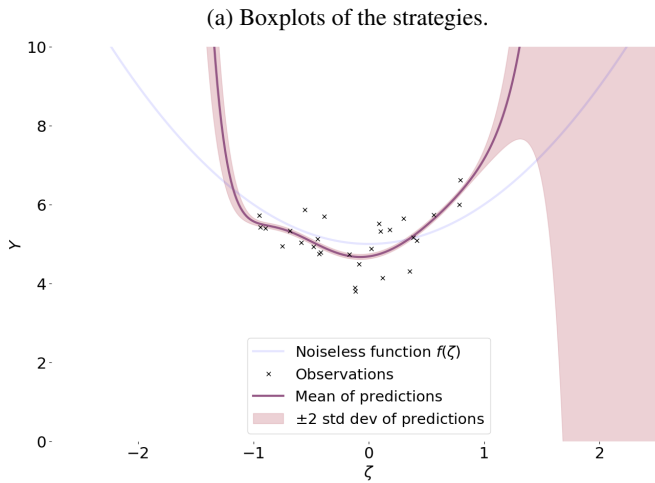 (a) Boxplots of the strategies.
10
8
6
4
2
0
Y
−2
−1
0
1
2
ζ
Noiseless function f(ζ)
Observations
Mean of predictions
±2 std dev of predictions